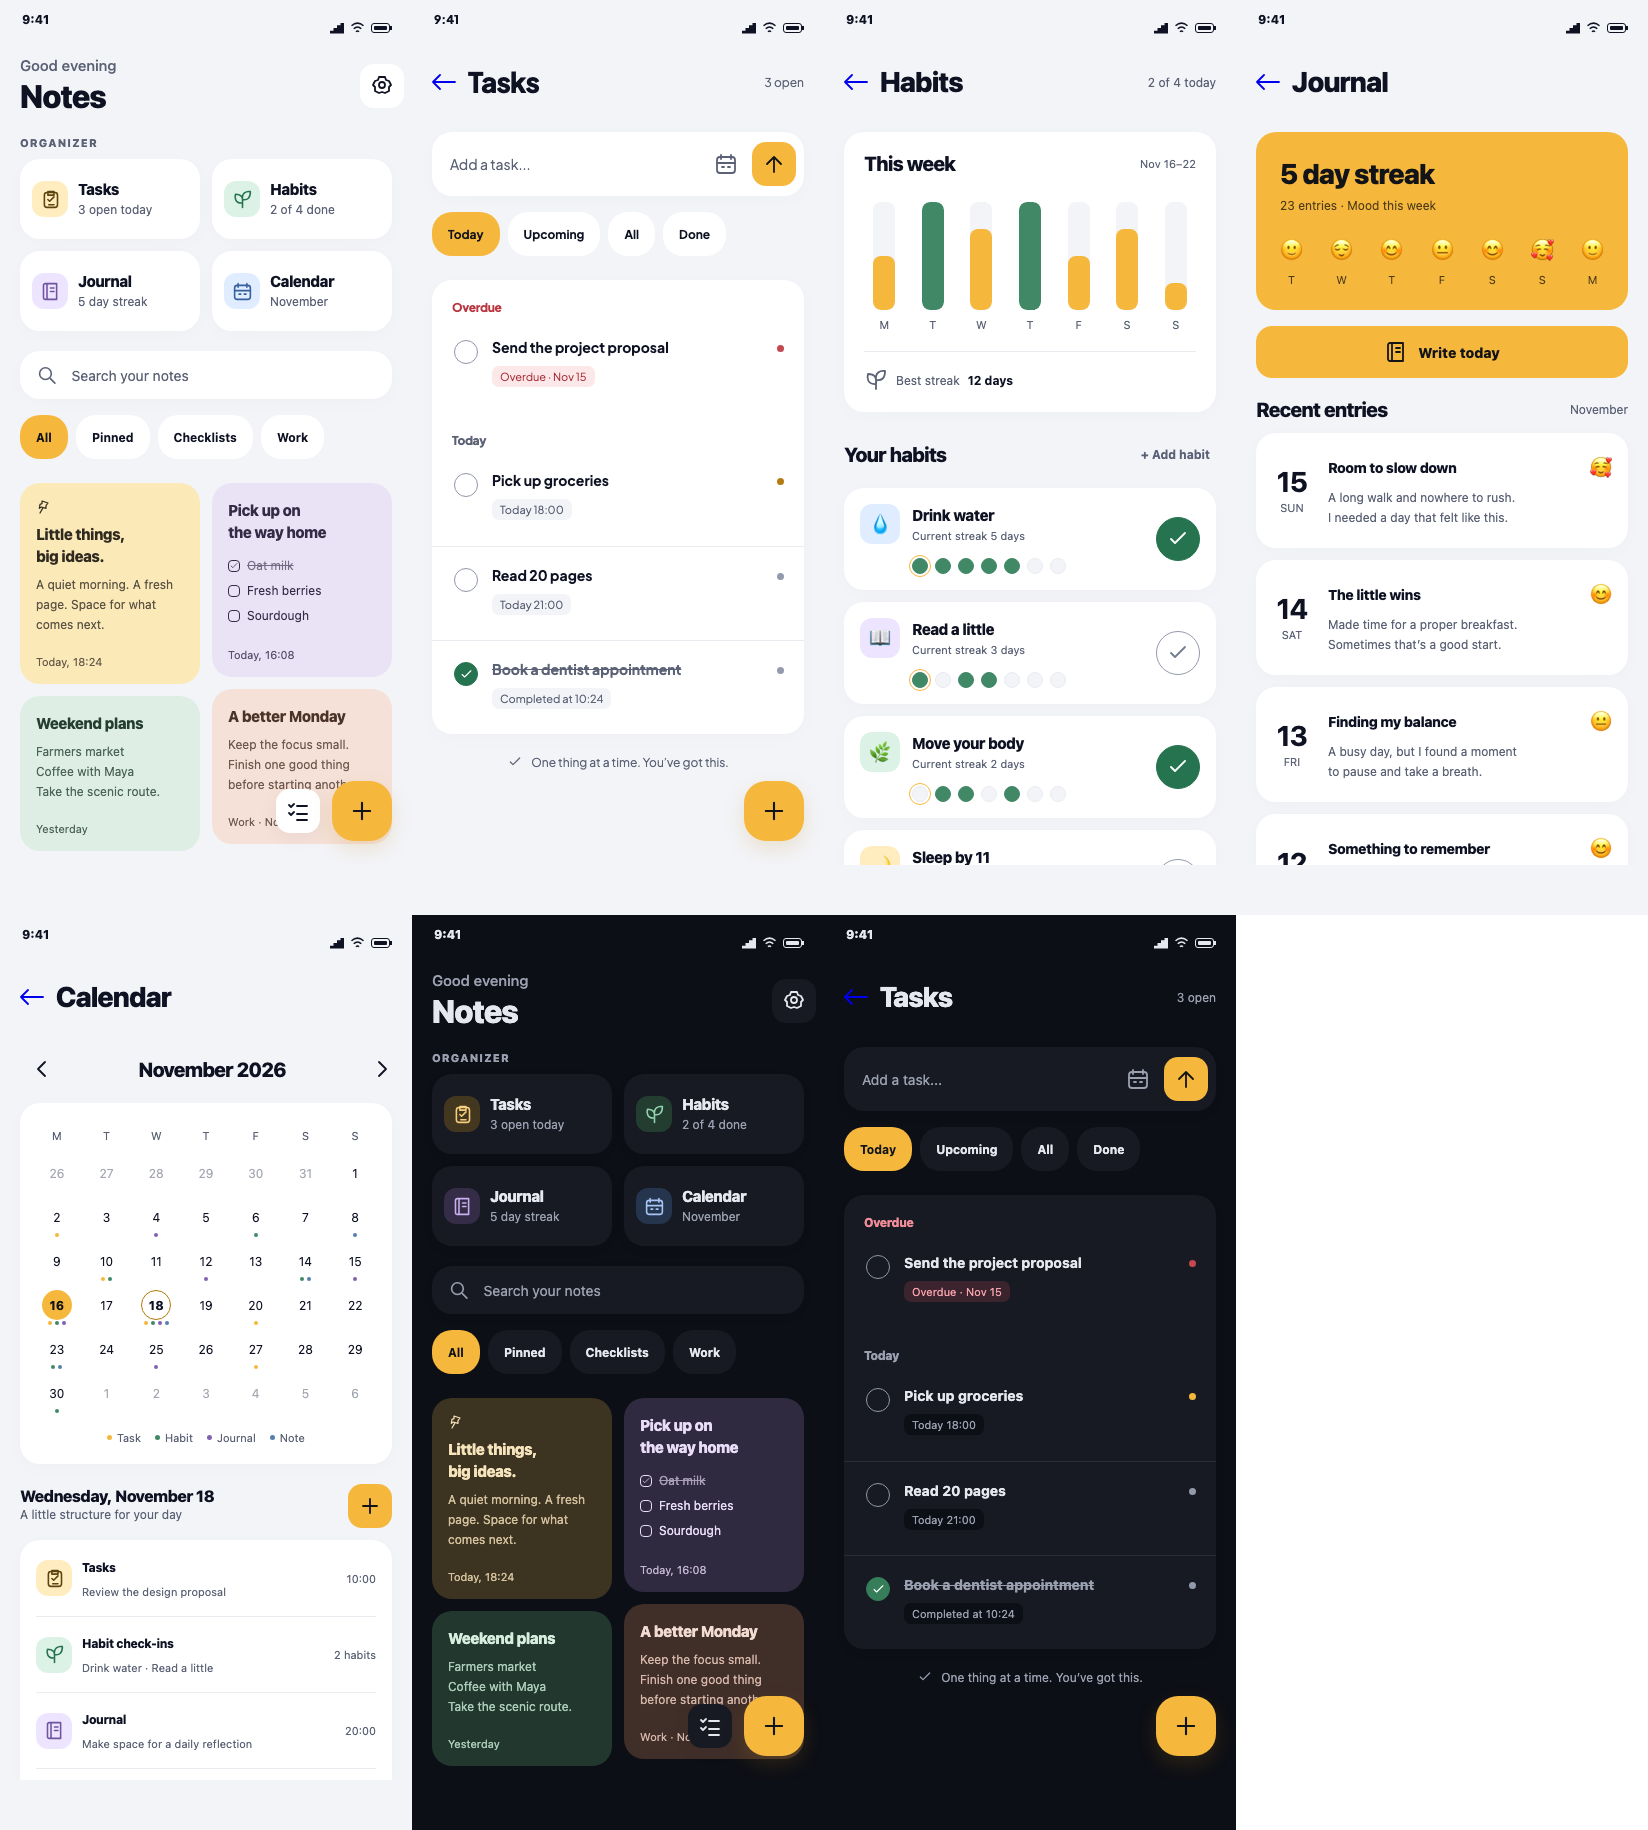 9:41
Good evening
Notes
ORGANIZER
Tasks
3 open today
Habits
2 of 4 done
Journal
5 day streak
Calendar
November
Search your notes
All
Pinned
Checklists
Work
Little things,
big ideas.
A quiet morning. A fresh
page. Space for what
comes next.
Today, 18:24
Pick up on
the way home
Oat milk
Fresh berries
Sourdough
Today, 16:08
Weekend plans
Farmers market
Coffee with Maya
Take the scenic route.
Yesterday
A better Monday
Keep the focus small.
Finish one good thing
before starting anoth
Work · No
9:41
Tasks
3 open
Add a task...
Today
Upcoming
All
Done
Overdue
Send the project proposal
Overdue · Nov 15
Today
Pick up groceries
Today 18:00
Read 20 pages
Today 21:00
Book a dentist appointment
Completed at 10:24
One thing at a time. You've got this.
9:41
Habits
2 of 4 today
This week
Nov 16–22
M T W T F S S
Best streak 12 days
Your habits
+ Add habit
Drink water
Current streak 5 days
Read a little
Current streak 3 days
Move your body
Current streak 2 days
Sleep by 11
9:41
Journal
5 day streak
23 entries · Mood this week
T W T F S S M
Write today
Recent entries
November
15
SUN
Room to slow down
A long walk and nowhere to rush.
I needed a day that felt like this.
14
SAT
The little wins
Made time for a proper breakfast.
Sometimes that's a good start.
13
FRI
Finding my balance
A busy day, but I found a moment
to pause and take a breath.
12
Something to remember
9:41
Calendar
November 2026
M T W T F S S
26 27 28 29 30 31 1
2 3 4 5 6 7 8
9 10 11 12 13 14 15
16 17 18 19 20 21 22
23 24 25 26 27 28 29
30 1 2 3 4 5 6
Task Habit Journal Note
Wednesday, November 18
A little structure for your day
Tasks
Review the design proposal
10:00
Habit check-ins
Drink water · Read a little
2 habits
Journal
Make space for a daily reflection
20:00
9:41
Good evening
Notes
ORGANIZER
Tasks
3 open today
Habits
2 of 4 done
Journal
5 day streak
Calendar
November
Search your notes
All
Pinned
Checklists
Work
Little things,
big ideas.
A quiet morning. A fresh
page. Space for what
comes next.
Today, 18:24
Pick up on
the way home
Oat milk
Fresh berries
Sourdough
Today, 16:08
Weekend plans
Farmers market
Coffee with Maya
Take the scenic route.
Yesterday
A better Monday
Keep the focus small.
Finish one good thing
before starting anoth
Work · No
9:41
Tasks
3 open
Add a task...
Today
Upcoming
All
Done
Overdue
Send the project proposal
Overdue · Nov 15
Today
Pick up groceries
Today 18:00
Read 20 pages
Today 21:00
Book a dentist appointment
Completed at 10:24
One thing at a time. You've got this.